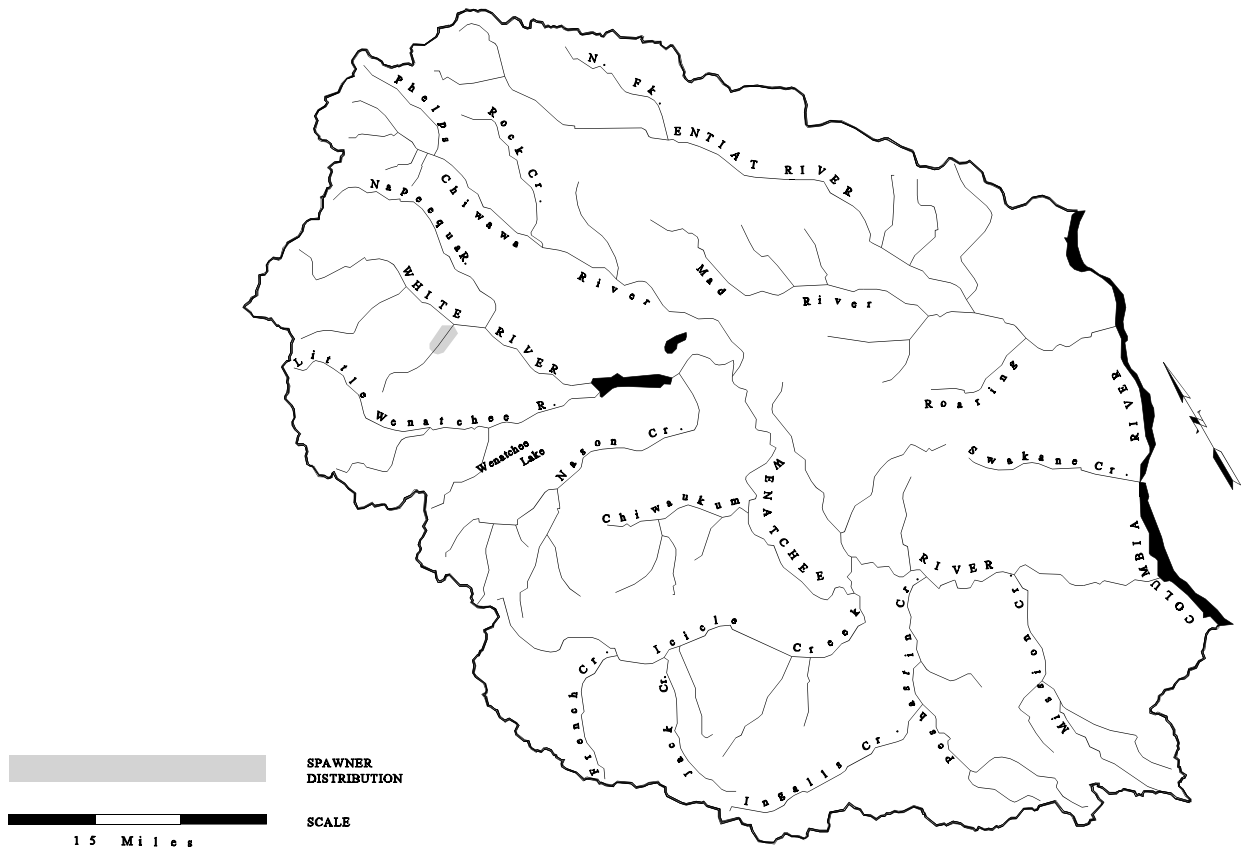 N. Fk.
Phelps
Rock Cr.
ENTIAT RIVER
NaPeequaR.
Chiwawa River
WHITE RIVER
Mad River
Little Wenatchee R.
Roaring
RIVER
Nason Cr.
Wenatchee
Lake
Swakane Cr.
Chiwaukum
WENATCHEE
RIVER
COLUMBIA
Icicle Creek
Peshastin Cr.
Mission Cr.
French Cr.
Jack Cr.
Ingalls Cr.
SPAWNER
DISTRIBUTION
SCALE
15 Miles